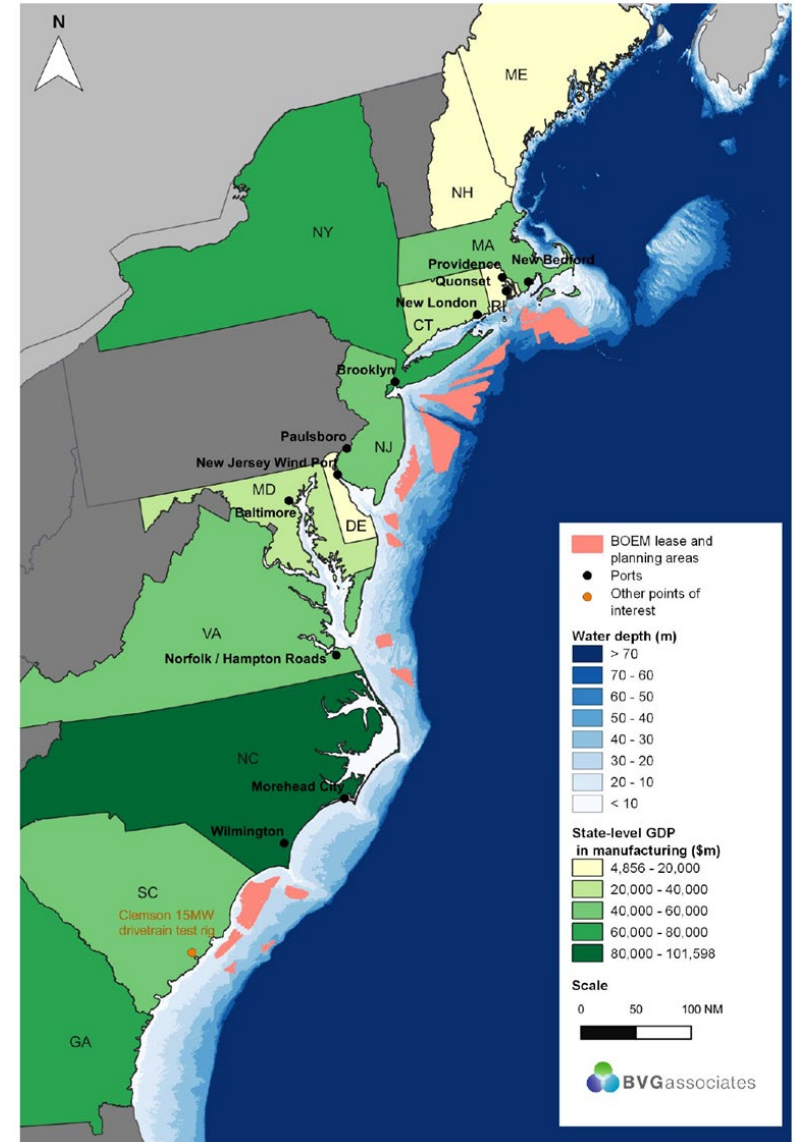 N
ME
NH
NY
MA
Providence
New Bedford
Quonset
RI
New London
CT
Brooklyn
Paulsboro
NJ
New Jersey Wind Port
MD
Baltimore
DE
VA
Norfolk / Hampton Roads
NC
Morehead City
Wilmington
SC
Clemson 15MW
drivetrain test rig
GA
BOEM lease and
planning areas
Ports
Other points of
interest
Water depth (m)
> 70
70 - 60
60 - 50
50 - 40
40 - 30
30 - 20
20 - 10
< 10
State-level GDP
in manufacturing ($m)
4,856 - 20,000
20,000 - 40,000
40,000 - 60,000
60,000 - 80,000
80,000 - 101,598
Scale
0 50 100 NM
BVGassociates